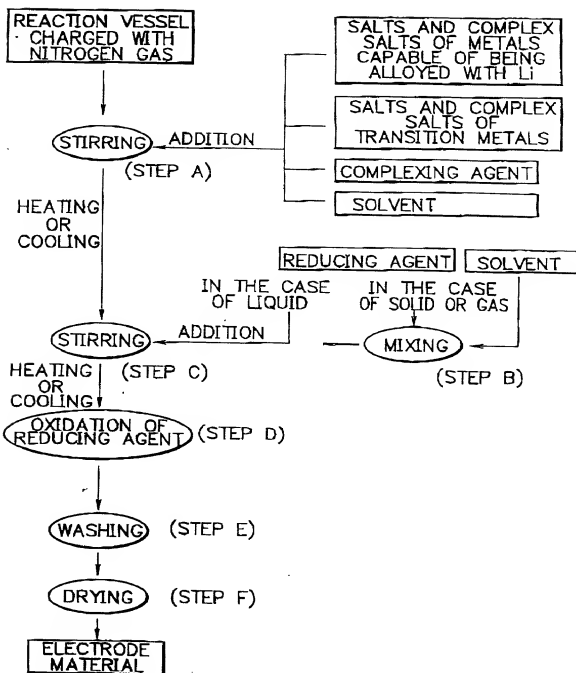 REACTION VESSEL
CHARGED WITH
NITROGEN GAS
SALTS AND COMPLEX
SALTS OF METALS
CAPABLE OF BEING
ALLOYED WITH Li
SALTS AND COMPLEX
SALTS OF
TRANSITION METALS
COMPLEXING AGENT
SOLVENT
STIRRING
ADDITION
(STEP A)
HEATING
OR
COOLING
REDUCING AGENT
SOLVENT
IN THE CASE
OF LIQUID
IN THE CASE
OF SOLID OR GAS
STIRRING
ADDITION
MIXING
(STEP C)
(STEP B)
HEATING
OR
COOLING
OXIDATION OF
REDUCING AGENT
(STEP D)
WASHING
(STEP E)
DRYING
(STEP F)
ELECTRODE
MATERIAL